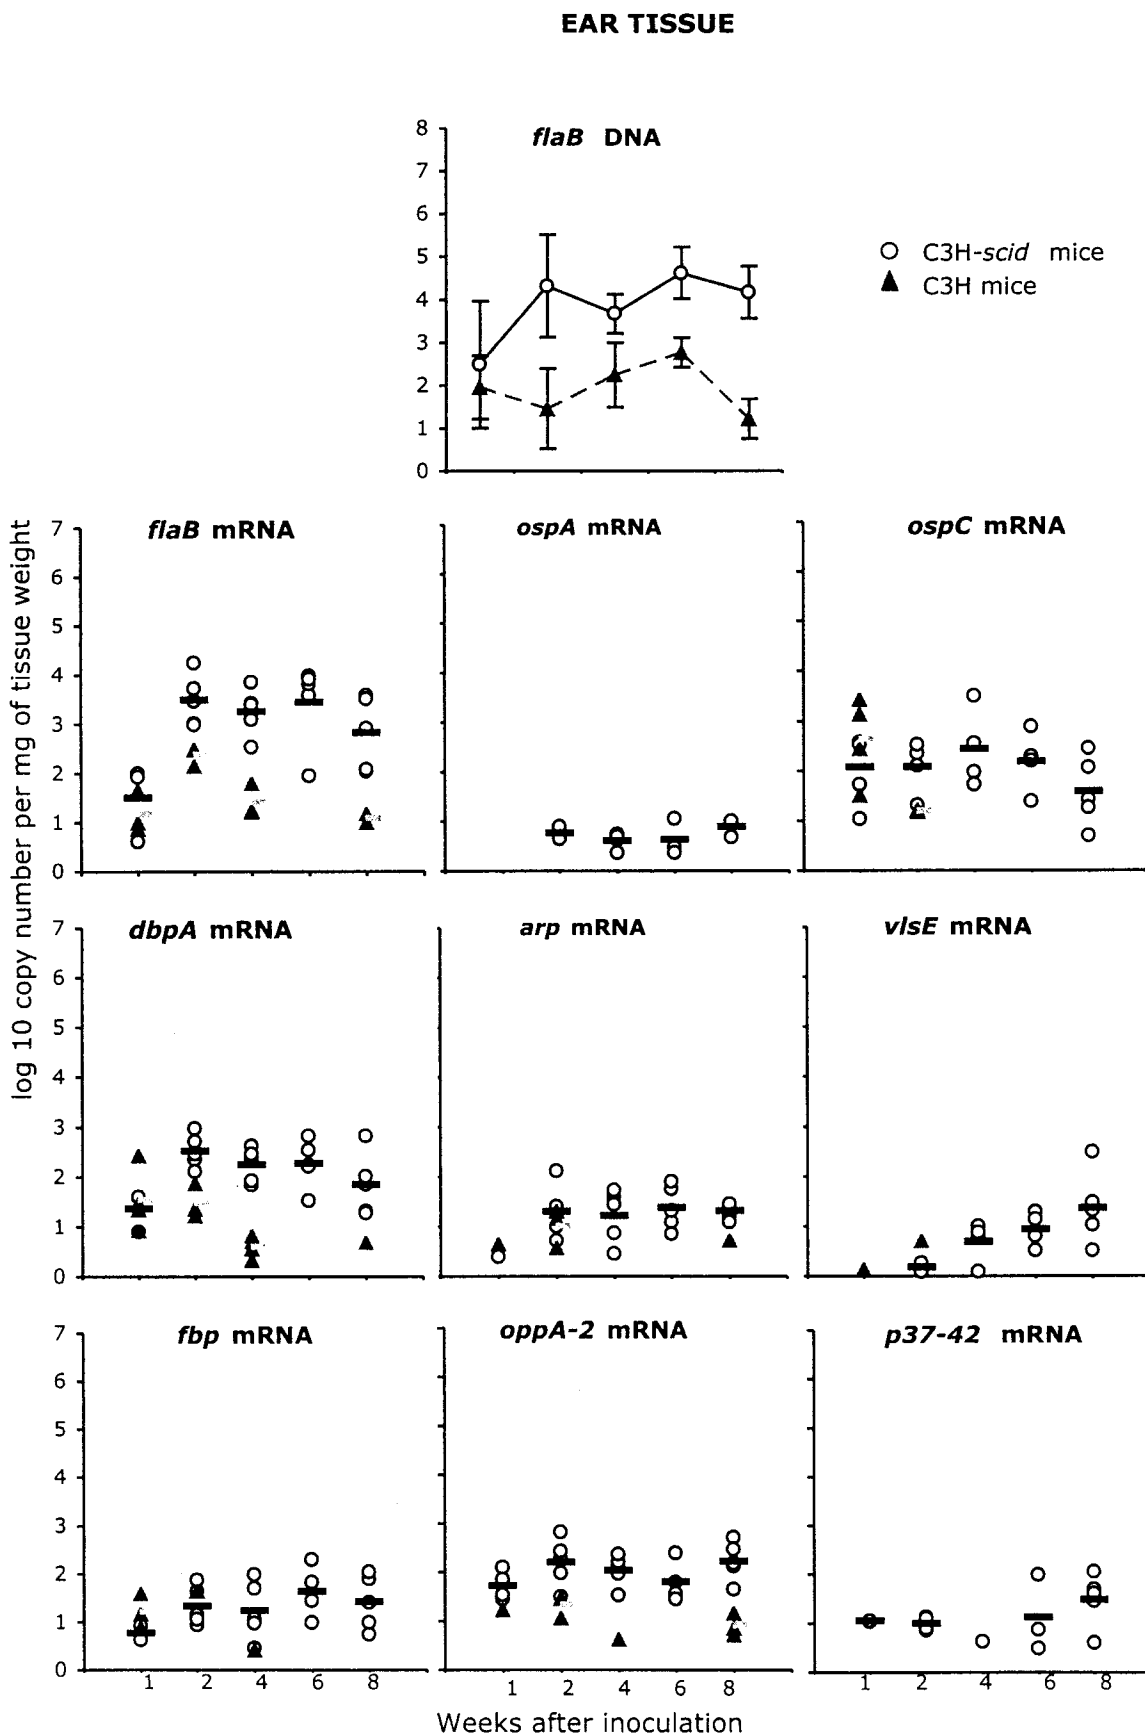 EAR TISSUE
flaB DNA
8
7
6
5
4
3
2
1
0
C3H-scid mice
C3H mice
log 10 copy number per mg of tissue weight
flaB mRNA
ospA mRNA
ospC mRNA
7
6
5
4
3
2
1
0
dbpA mRNA
arp mRNA
vlsE mRNA
7
6
5
4
3
2
1
0
fbp mRNA
oppA-2 mRNA
p37-42 mRNA
7
6
5
4
3
2
1
0
1 2 4 6 8
1 2 4 6 8
1 2 4 6 8
Weeks after inoculation